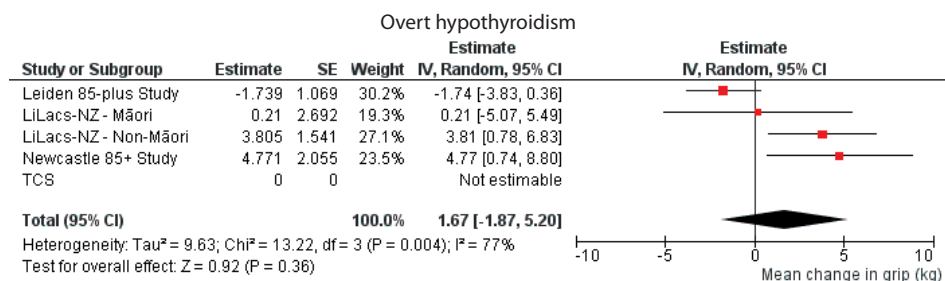 Overt hypothyroidism
Estimate Estimate
Study or Subgroup Estimate SE Weight IV, Random, 95% CI IV, Random, 95% CI
Leiden 85-plus Study -1.739 1.069 30.2% -1.74 [-3.83, 0.36]
LiLacs-NZ - Māori 0.21 2.692 19.3% 0.21 [-5.07, 5.49]
LiLacs-NZ - Non-Māori 3.805 1.541 27.1% 3.81 [0.78, 6.83]
Newcastle 85+ Study 4.771 2.055 23.5% 4.77 [0.74, 8.80]
TCS 0 0 Not estimable
Total (95% CI) 100.0% 1.67 [-1.87, 5.20]
Heterogeneity: Tau² = 9.63; Chi² = 13.22, df = 3 (P = 0.004); I² = 77%
Test for overall effect: Z = 0.92 (P = 0.36)
-10 -5 0 5 10
Mean change in grip (kg)